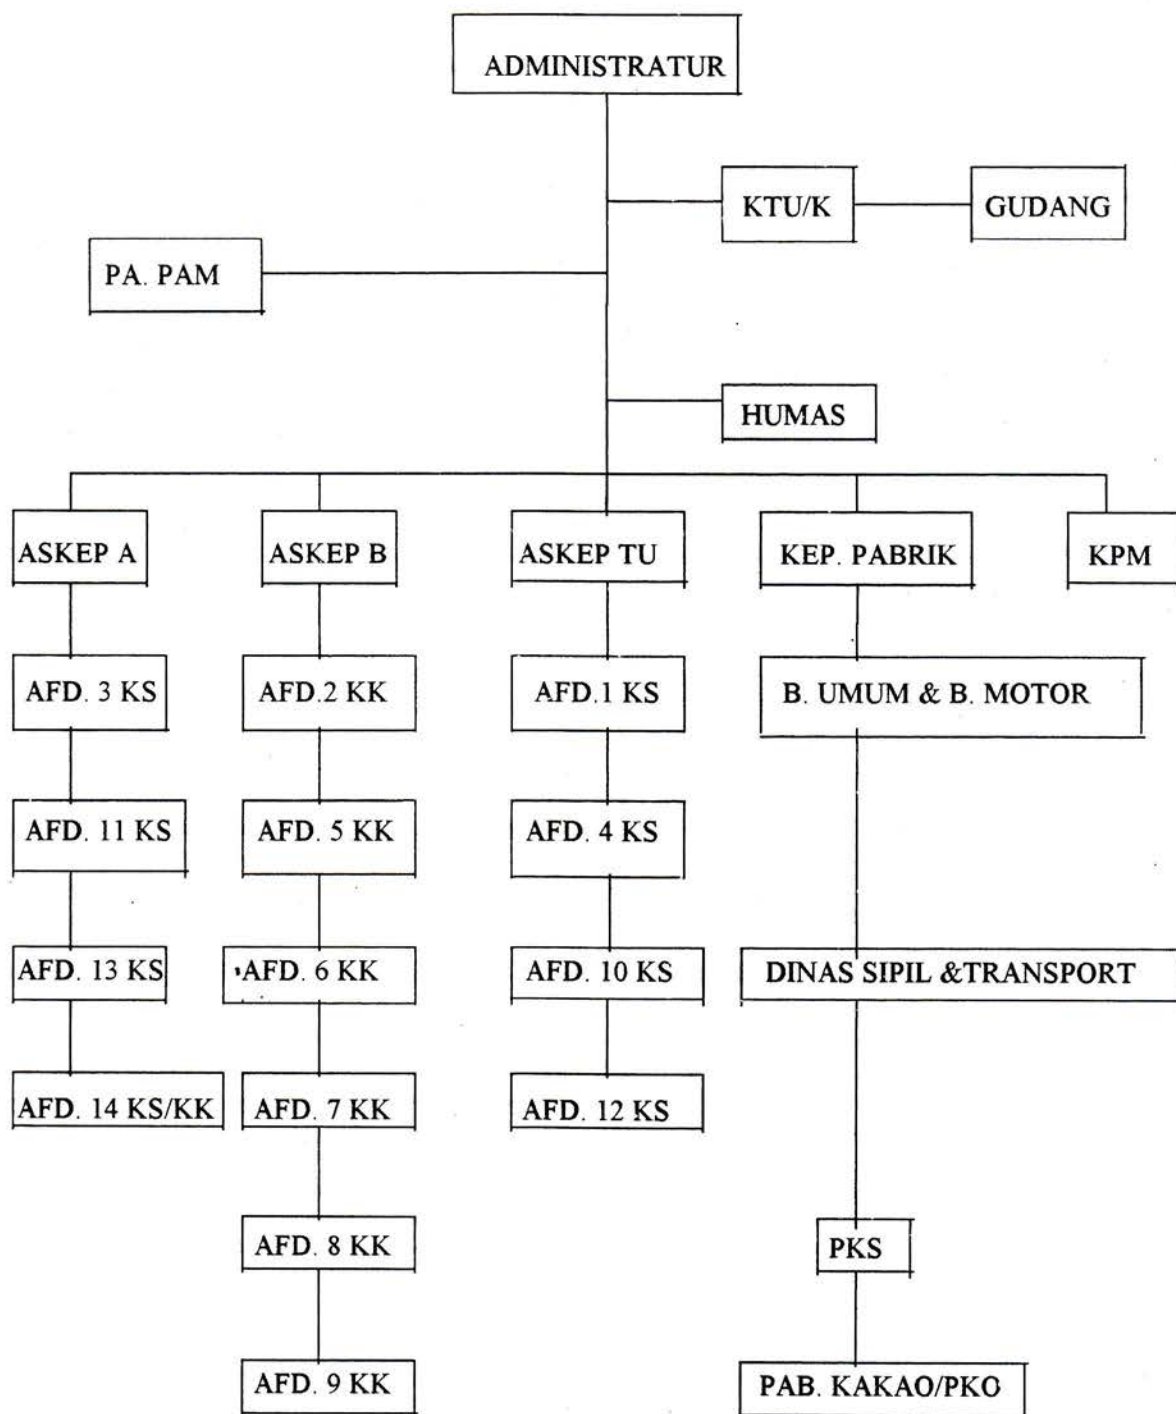 ADMINISTRATUR
KTU/K
GUDANG
PA. PAM
HUMAS
ASKEP A
ASKEP B
ASKEP TU
KEP. PABRIK
KPM
AFD. 3 KS
AFD.2 KK
AFD.1 KS
B. UMUM & B. MOTOR
AFD. 11 KS
AFD. 5 KK
AFD. 4 KS
AFD. 13 KS
AFD. 6 KK
AFD. 10 KS
DINAS SIPIL &TRANSPORT
AFD. 14 KS/KK
AFD. 7 KK
AFD. 12 KS
AFD. 8 KK
PKS
AFD. 9 KK
PAB. KAKAO/PKO